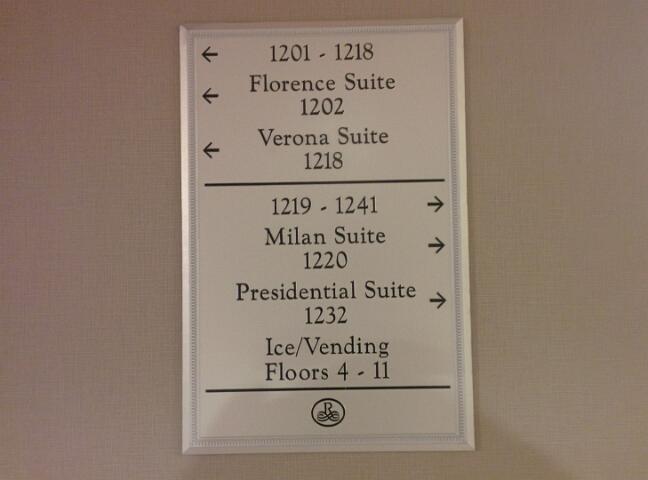 ← 1201 - 1218
← Florence Suite
1202
← Verona Suite
1218
1219 - 1241 →
Milan Suite →
1220
Presidential Suite →
1232
Ice/Vending
Floors 4 - 11
R